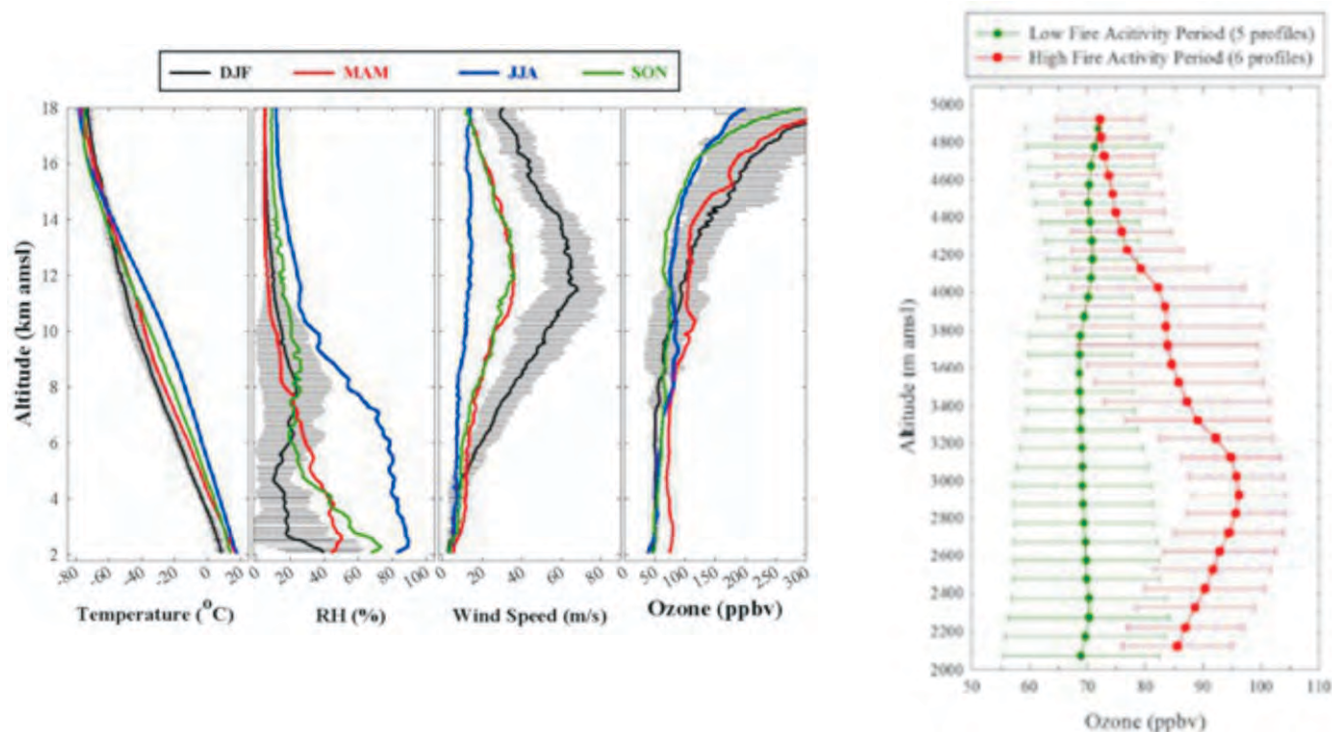 DJF MAM JJA SON
18
16
14
12
10
8
6
4
2
Altitude (km amsl)
-80 -60 -40 -20 0 20
Temperature (°C)
0 20 40 60 80 100
RH (%)
0 20 40 60 80
Wind Speed (m/s)
0 50 100 150 200 250 300
Ozone (ppbv)
Low Fire Acitivity Period (5 profiles)
High Fire Activity Period (6 profiles)
5000
4800
4600
4400
4200
4000
3800
3600
3400
3200
3000
2800
2600
2400
2200
2000
Altitude (m amsl)
50 60 70 80 90 100 110
Ozone (ppbv)